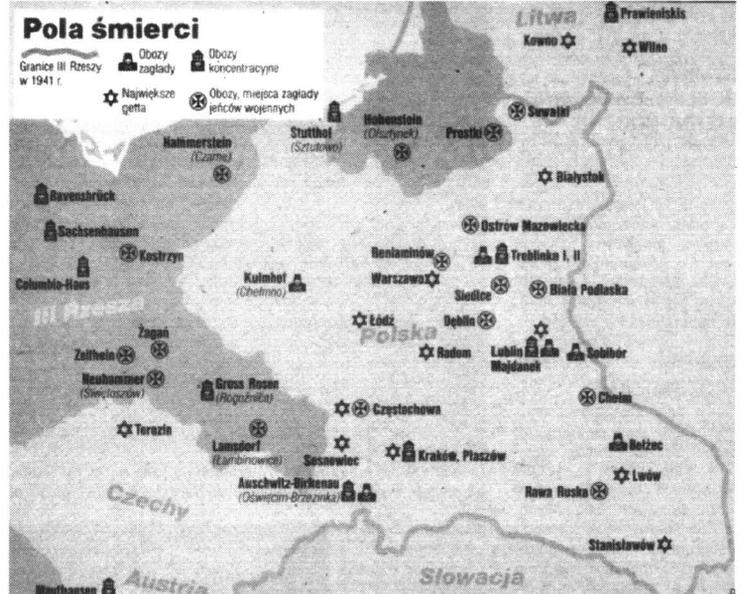 Pola śmierci
Granice III Rzeszy
w 1941 r.
Obozy
zagłady
Obozy
koncentracyjne
Największe
getta
Obozy, miejsca zagłady
jeńców wojennych
Litwa
Prawieniskis
Kowno
Wilno
Suwałki
Prostki
Hohenstein
(Olsztynek)
Stutthof
(Sztutowo)
Hammerstein
(Czarne)
Białystok
Ravensbrück
Sachsenhausen
Kostrzyn
Columbia-Haus
III Rzesza
Ostrów Mazowiecka
Beniaminów
Treblinka I, II
Warszawa
Kulmhof
(Chełmno)
Siedlce
Biała Podlaska
Łódź
Dęblin
Polska
Radom
Lublin
Majdanek
Sobibór
Żagań
Zeithein
Neuhammer
(Świętoszów)
Gross Rosen
(Rogoźnica)
Częstochowa
Chełm
Terezin
Lamsdorf
(Łambinowice)
Sosnowiec
Kraków, Płaszów
Bełżec
Lwów
Auschwitz-Birkenau
(Oświęcim-Brzezinka)
Rawa Ruska
Czechy
Stanisławów
Słowacja
Austria
Mauthausen